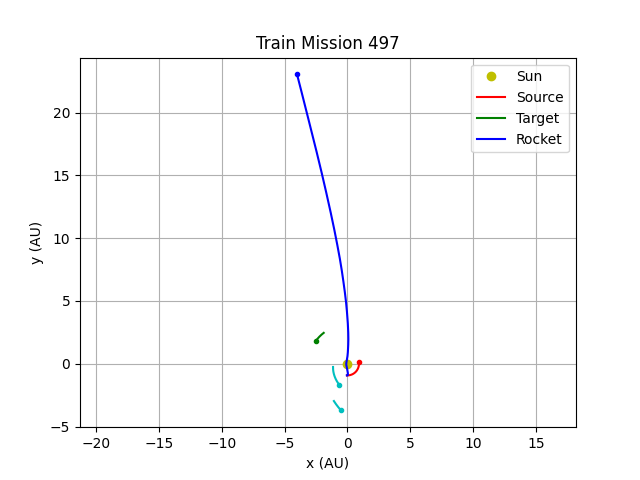 Train Mission 497
Sun
Source
Target
Rocket
20
15
10
5
0
−5
y (AU)
−20
−15
−10
−5
0
5
10
15
x (AU)